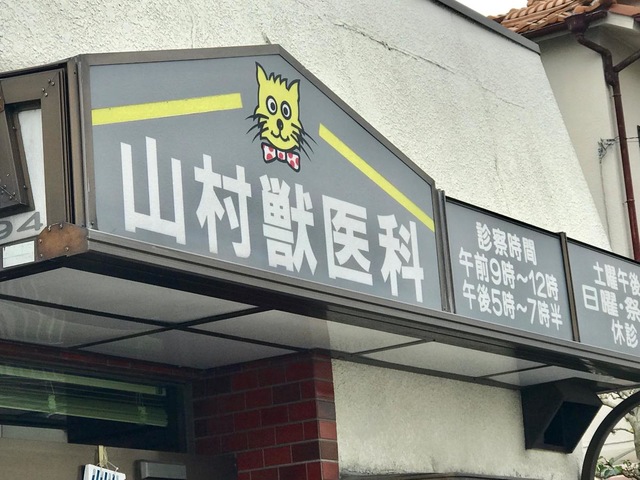 94
山村獣医科
診察時間
午前9時〜12時
午後5時〜7時半
土曜午後
日曜・祭
休診